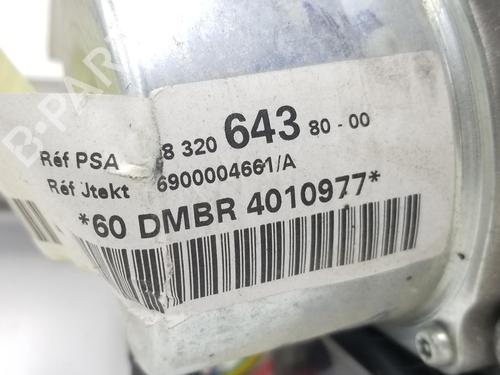 B-PAR
Réf PSA 8 320 643 80-00
Réf Jtekt 6900004661/A
*60 DMBR 4010977*